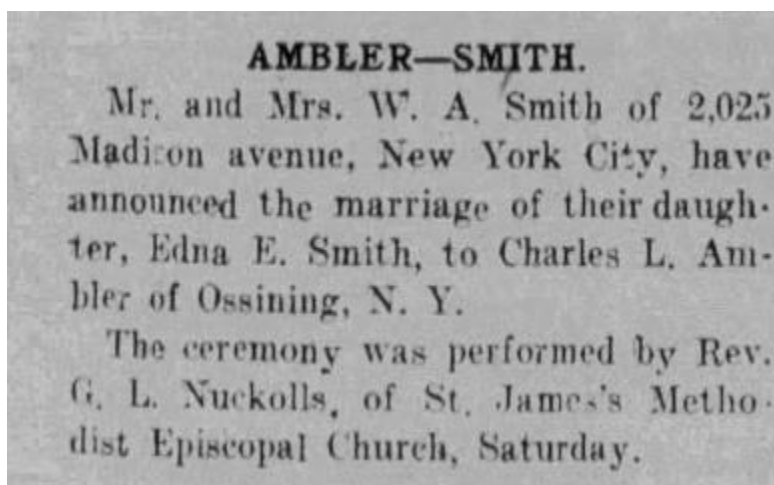 AMBLER—SMITH.
Mr. and Mrs. W. A. Smith of 2,025
Madison avenue, New York City, have
announced the marriage of their daugh-
ter, Edna E. Smith, to Charles L. Am-
bler of Ossining, N. Y.
The ceremony was performed by Rev.
G. L. Nuckolls, of St. James's Metho-
dist Episcopal Church, Saturday.